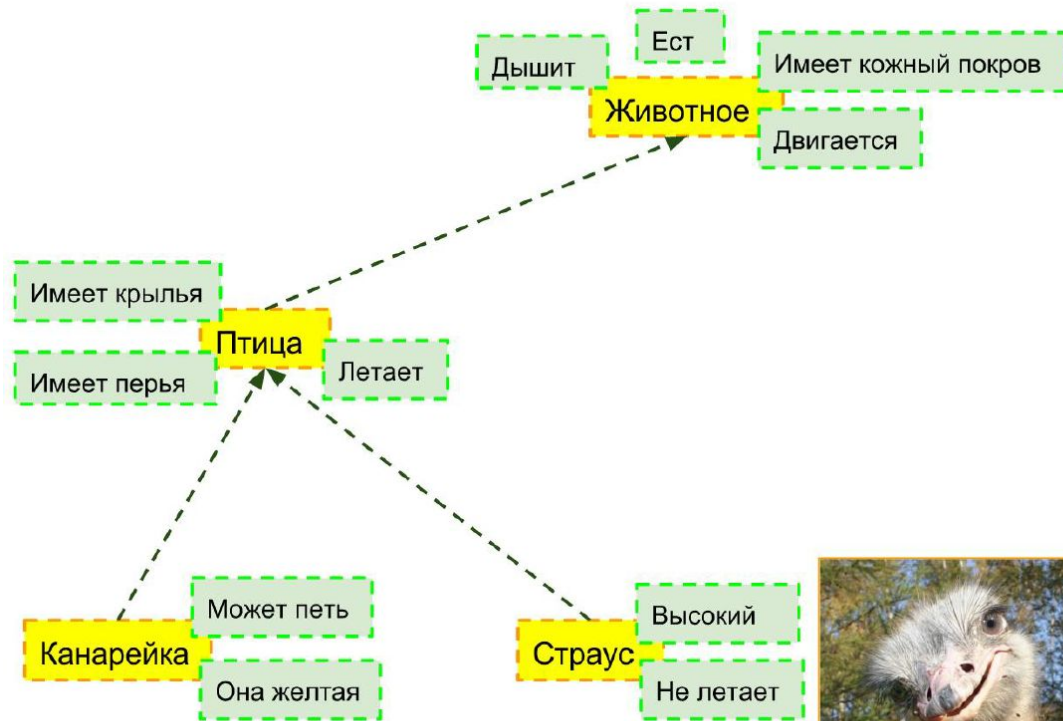 Ест
Дышит
Имеет кожный покров
Животное
Двигается
Имеет крылья
Птица
Летает
Имеет перья
Может петь
Высокий
Канарейка
Страус
Она желтая
Не летает